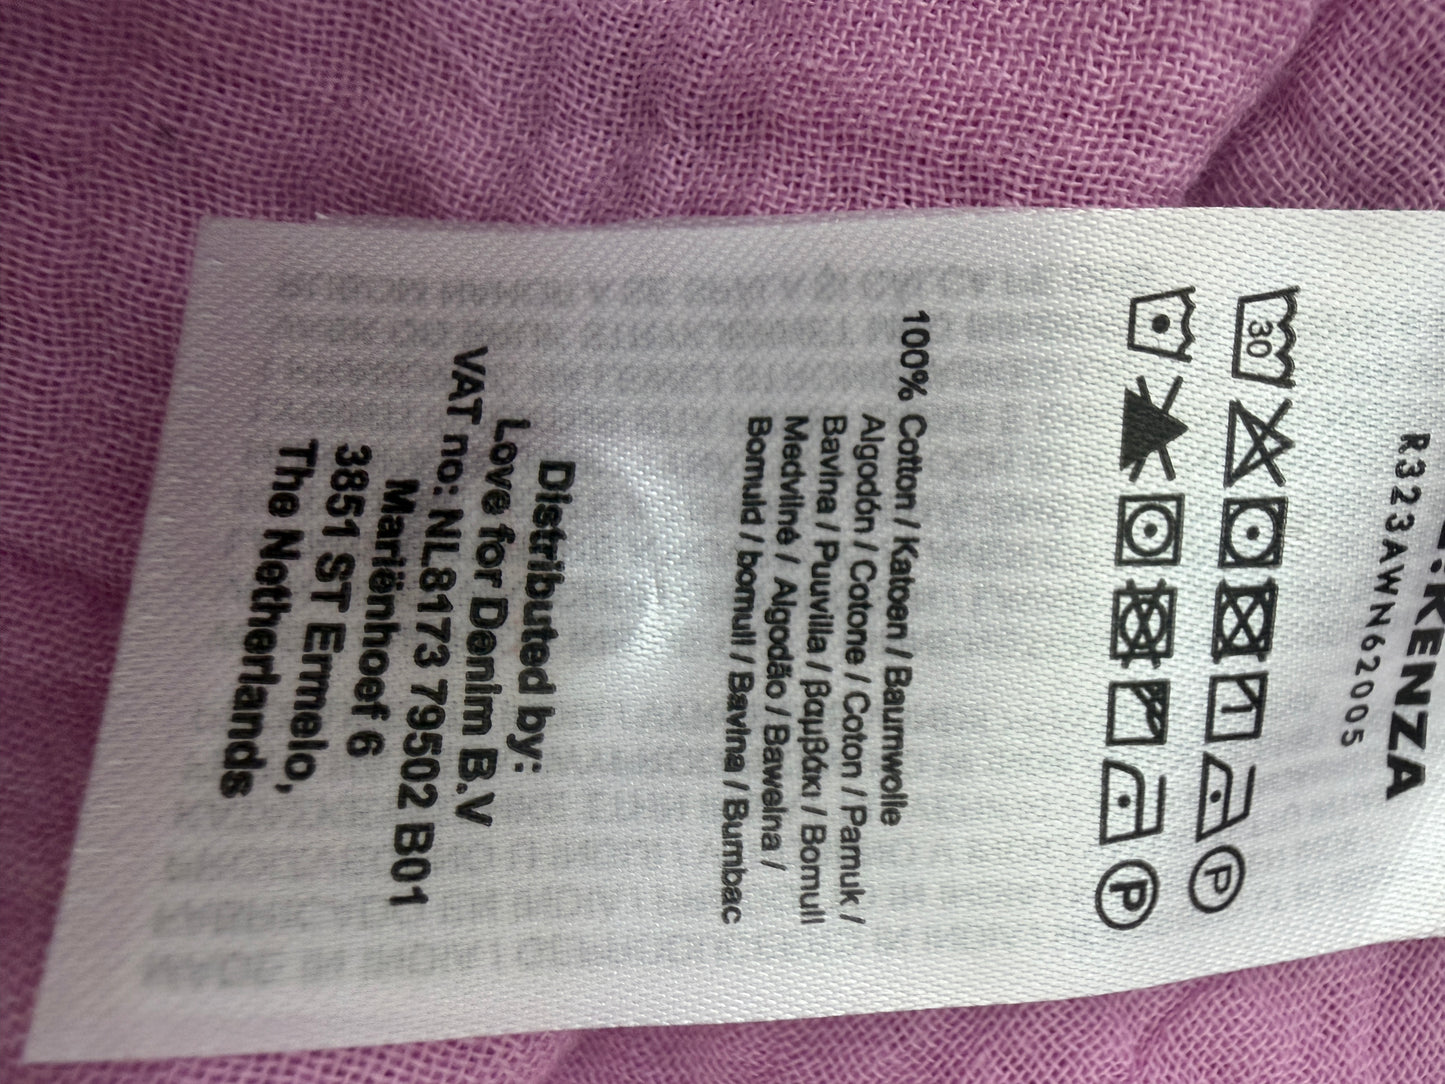 KENZA
R323AWN62005
30
P
P
100% Cotton / Katoen / Baumwolle
Algodón / Cotone / Coton / Pamuk /
Bavlna / Puuvilla / βαμβάκι / Bomull
Medvilnė / Algodão / Bawełna /
Bomuld / bomull / Bavlna / Bumbac
Distributed by:
Love for Denim B.V
VAT no: NL8173 79502 B01
Mariënhoef 6
3851 ST Ermelo,
The Netherlands